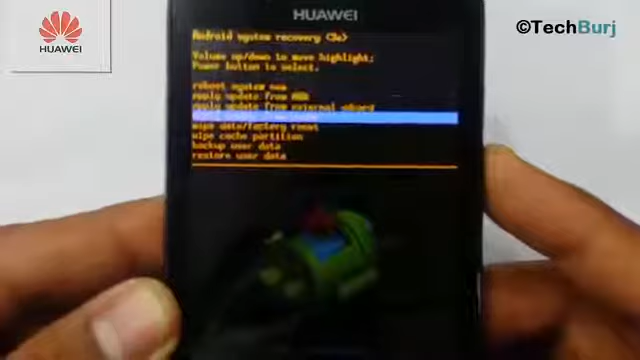 HUAWEI
©TechBurj
HUAWEI
Android system recovery <3e>
Volume up/down to move highlight;
Power button to select.
reboot system now
apply update from ADB
apply update from external sdcard
wipe data/factory reset
wipe cache partition
backup user data
restore user data